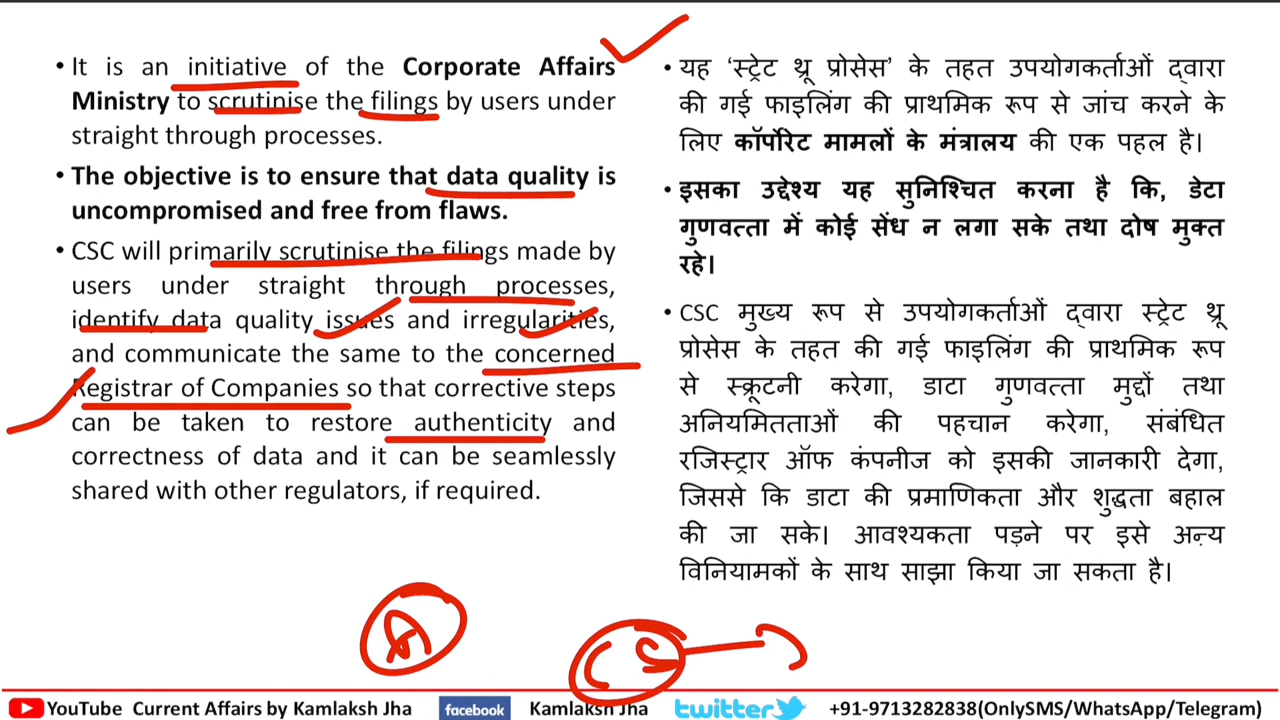 • It is an initiative of the Corporate Affairs
Ministry to scrutinise the filings by users under
straight through processes.
• The objective is to ensure that data quality is
uncompromised and free from flaws.
• CSC will primarily scrutinise the filings made by
users under straight through processes,
identify data quality issues and irregularities,
and communicate the same to the concerned
Registrar of Companies so that corrective steps
can be taken to restore authenticity and
correctness of data and it can be seamlessly
shared with other regulators, if required.
• यह ‘स्ट्रेट थ्रू प्रोसेस’ के तहत उपयोगकर्ताओं द्वारा
की गई फाइलिंग की प्राथमिक रूप से जांच करने के
लिए कॉर्पोरेट मामलों के मंत्रालय की एक पहल है।
• इसका उद्देश्य यह सुनिश्चित करना है कि, डेटा
गुणवत्ता में कोई सेंध न लगा सके तथा दोष मुक्त
रहे।
• CSC मुख्य रूप से उपयोगकर्ताओं द्वारा स्ट्रेट थ्रू
प्रोसेस के तहत की गई फाइलिंग की प्राथमिक रूप
से स्क्रूटनी करेगा, डाटा गुणवत्ता मुद्दों तथा
अनियमितताओं की पहचान करेगा, संबंधित
रजिस्ट्रार ऑफ कंपनीज को इसकी जानकारी देगा,
जिससे कि डाटा की प्रमाणिकता और शुद्धता बहाल
की जा सके। आवश्यकता पड़ने पर इसे अन्य
विनियामकों के साथ साझा किया जा सकता है।
YouTube Current Affairs by Kamlaksh Jha facebook Kamlaksh Jha twitter +91-9713282838(OnlySMS/WhatsApp/Telegram)